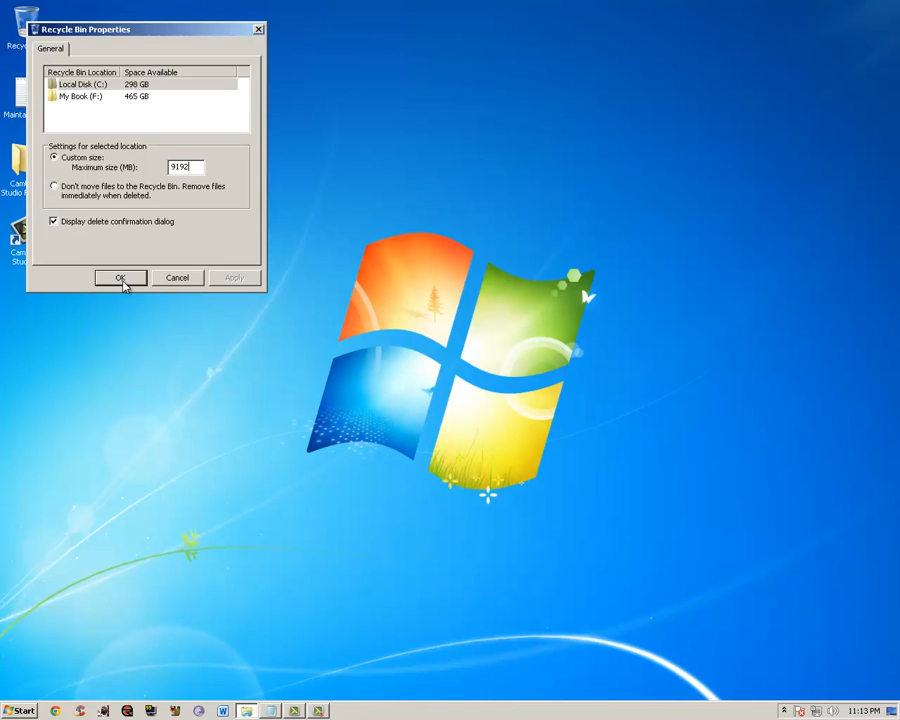 Recycle Bin Properties
General
Recycle Bin Location Space Available
Local Disk (C:) 298 GB
My Book (F:) 465 GB
Settings for selected location
Custom size:
Maximum size (MB): 9192
Don't move files to the Recycle Bin. Remove files
immediately when deleted.
Display delete confirmation dialog
OK Cancel Apply
Start 11:13 PM